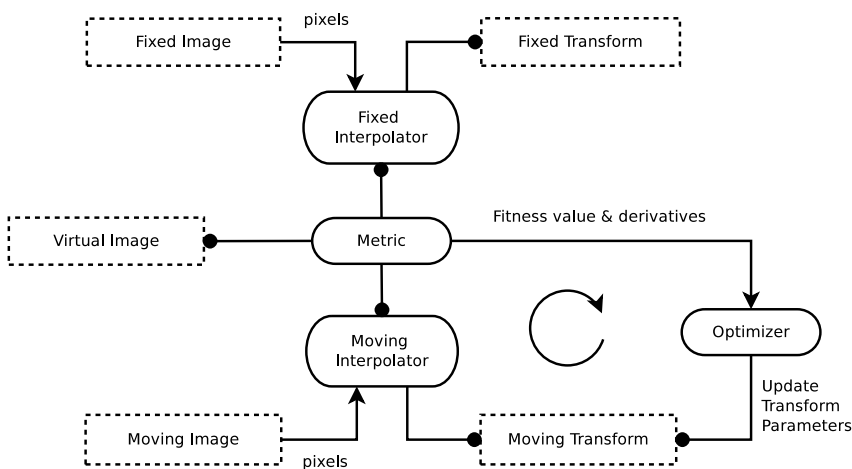 pixels
Fixed Image
Fixed Transform
Fixed
Interpolator
Fitness value & derivatives
Virtual Image
Metric
Optimizer
Moving
Interpolator
Update
Transform
Parameters
Moving Image
Moving Transform
pixels